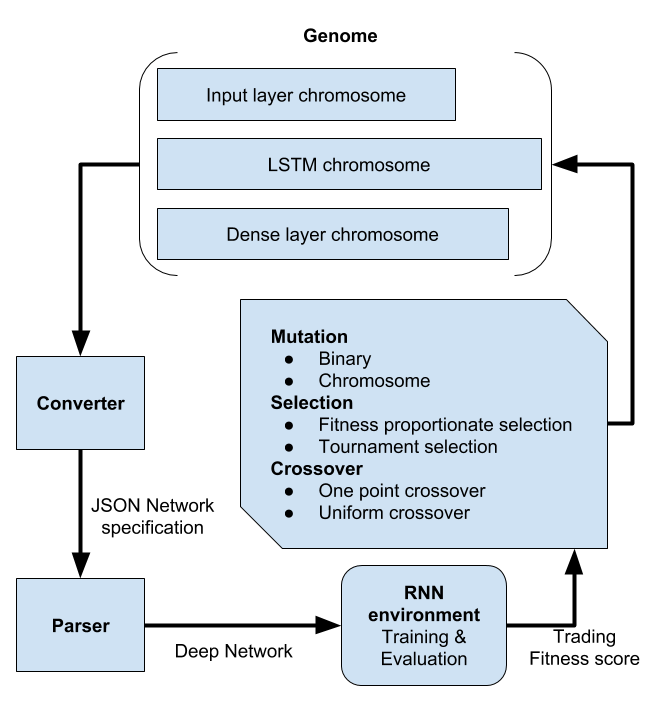 Genome
Input layer chromosome
LSTM chromosome
Dense layer chromosome
Mutation
● Binary
● Chromosome
Selection
● Fitness proportionate selection
● Tournament selection
Crossover
● One point crossover
● Uniform crossover
Converter
JSON Network
specification
Parser
Deep Network
RNN
environment
Training &
Evaluation
Trading
Fitness score